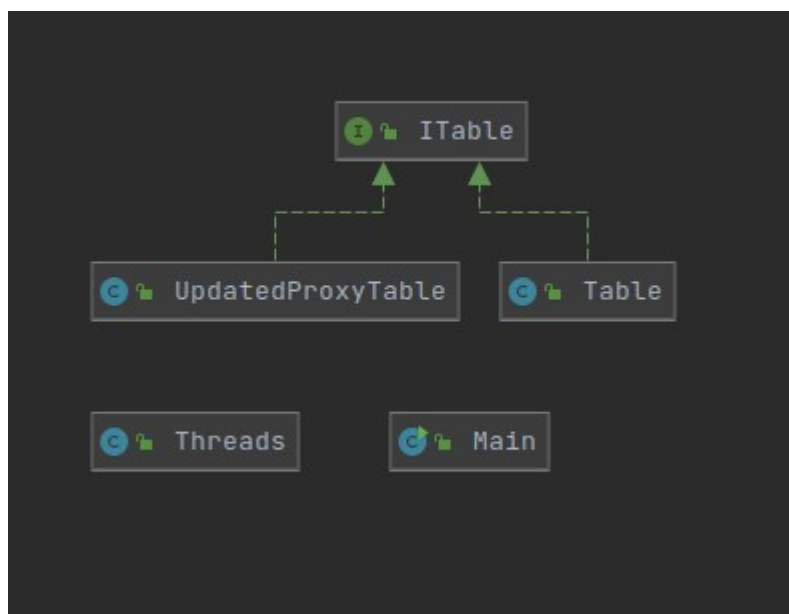 I ITable
C UpdatedProxyTable
C Table
C Threads
C Main